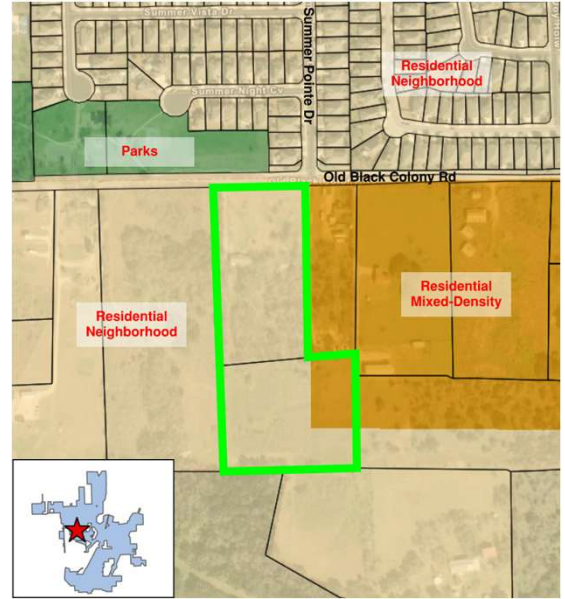 Summer Vista Dr
Summer Pointe Dr
Residential
Neighborhood
Summer Night Cv
Parks
Old Black Colony Rd
Residential
Mixed-Density
Residential
Neighborhood